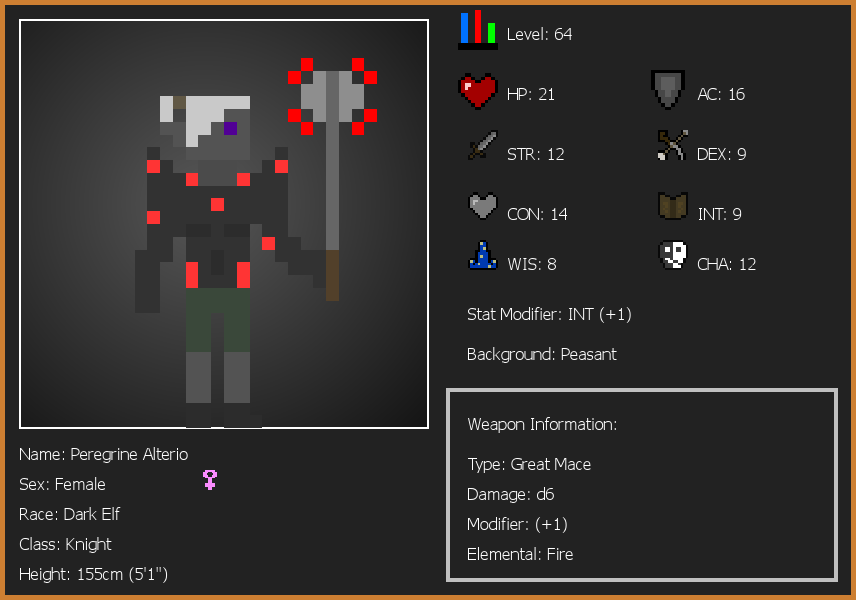 Level: 64
HP: 21
AC: 16
STR: 12
DEX: 9
CON: 14
INT: 9
WIS: 8
CHA: 12
Stat Modifier: INT (+1)
Background: Peasant
Weapon Information:
Type: Great Mace
Damage: d6
Modifier: (+1)
Elemental: Fire
Name: Peregrine Alterio
Sex: Female
Race: Dark Elf
Class: Knight
Height: 155cm (5'1")